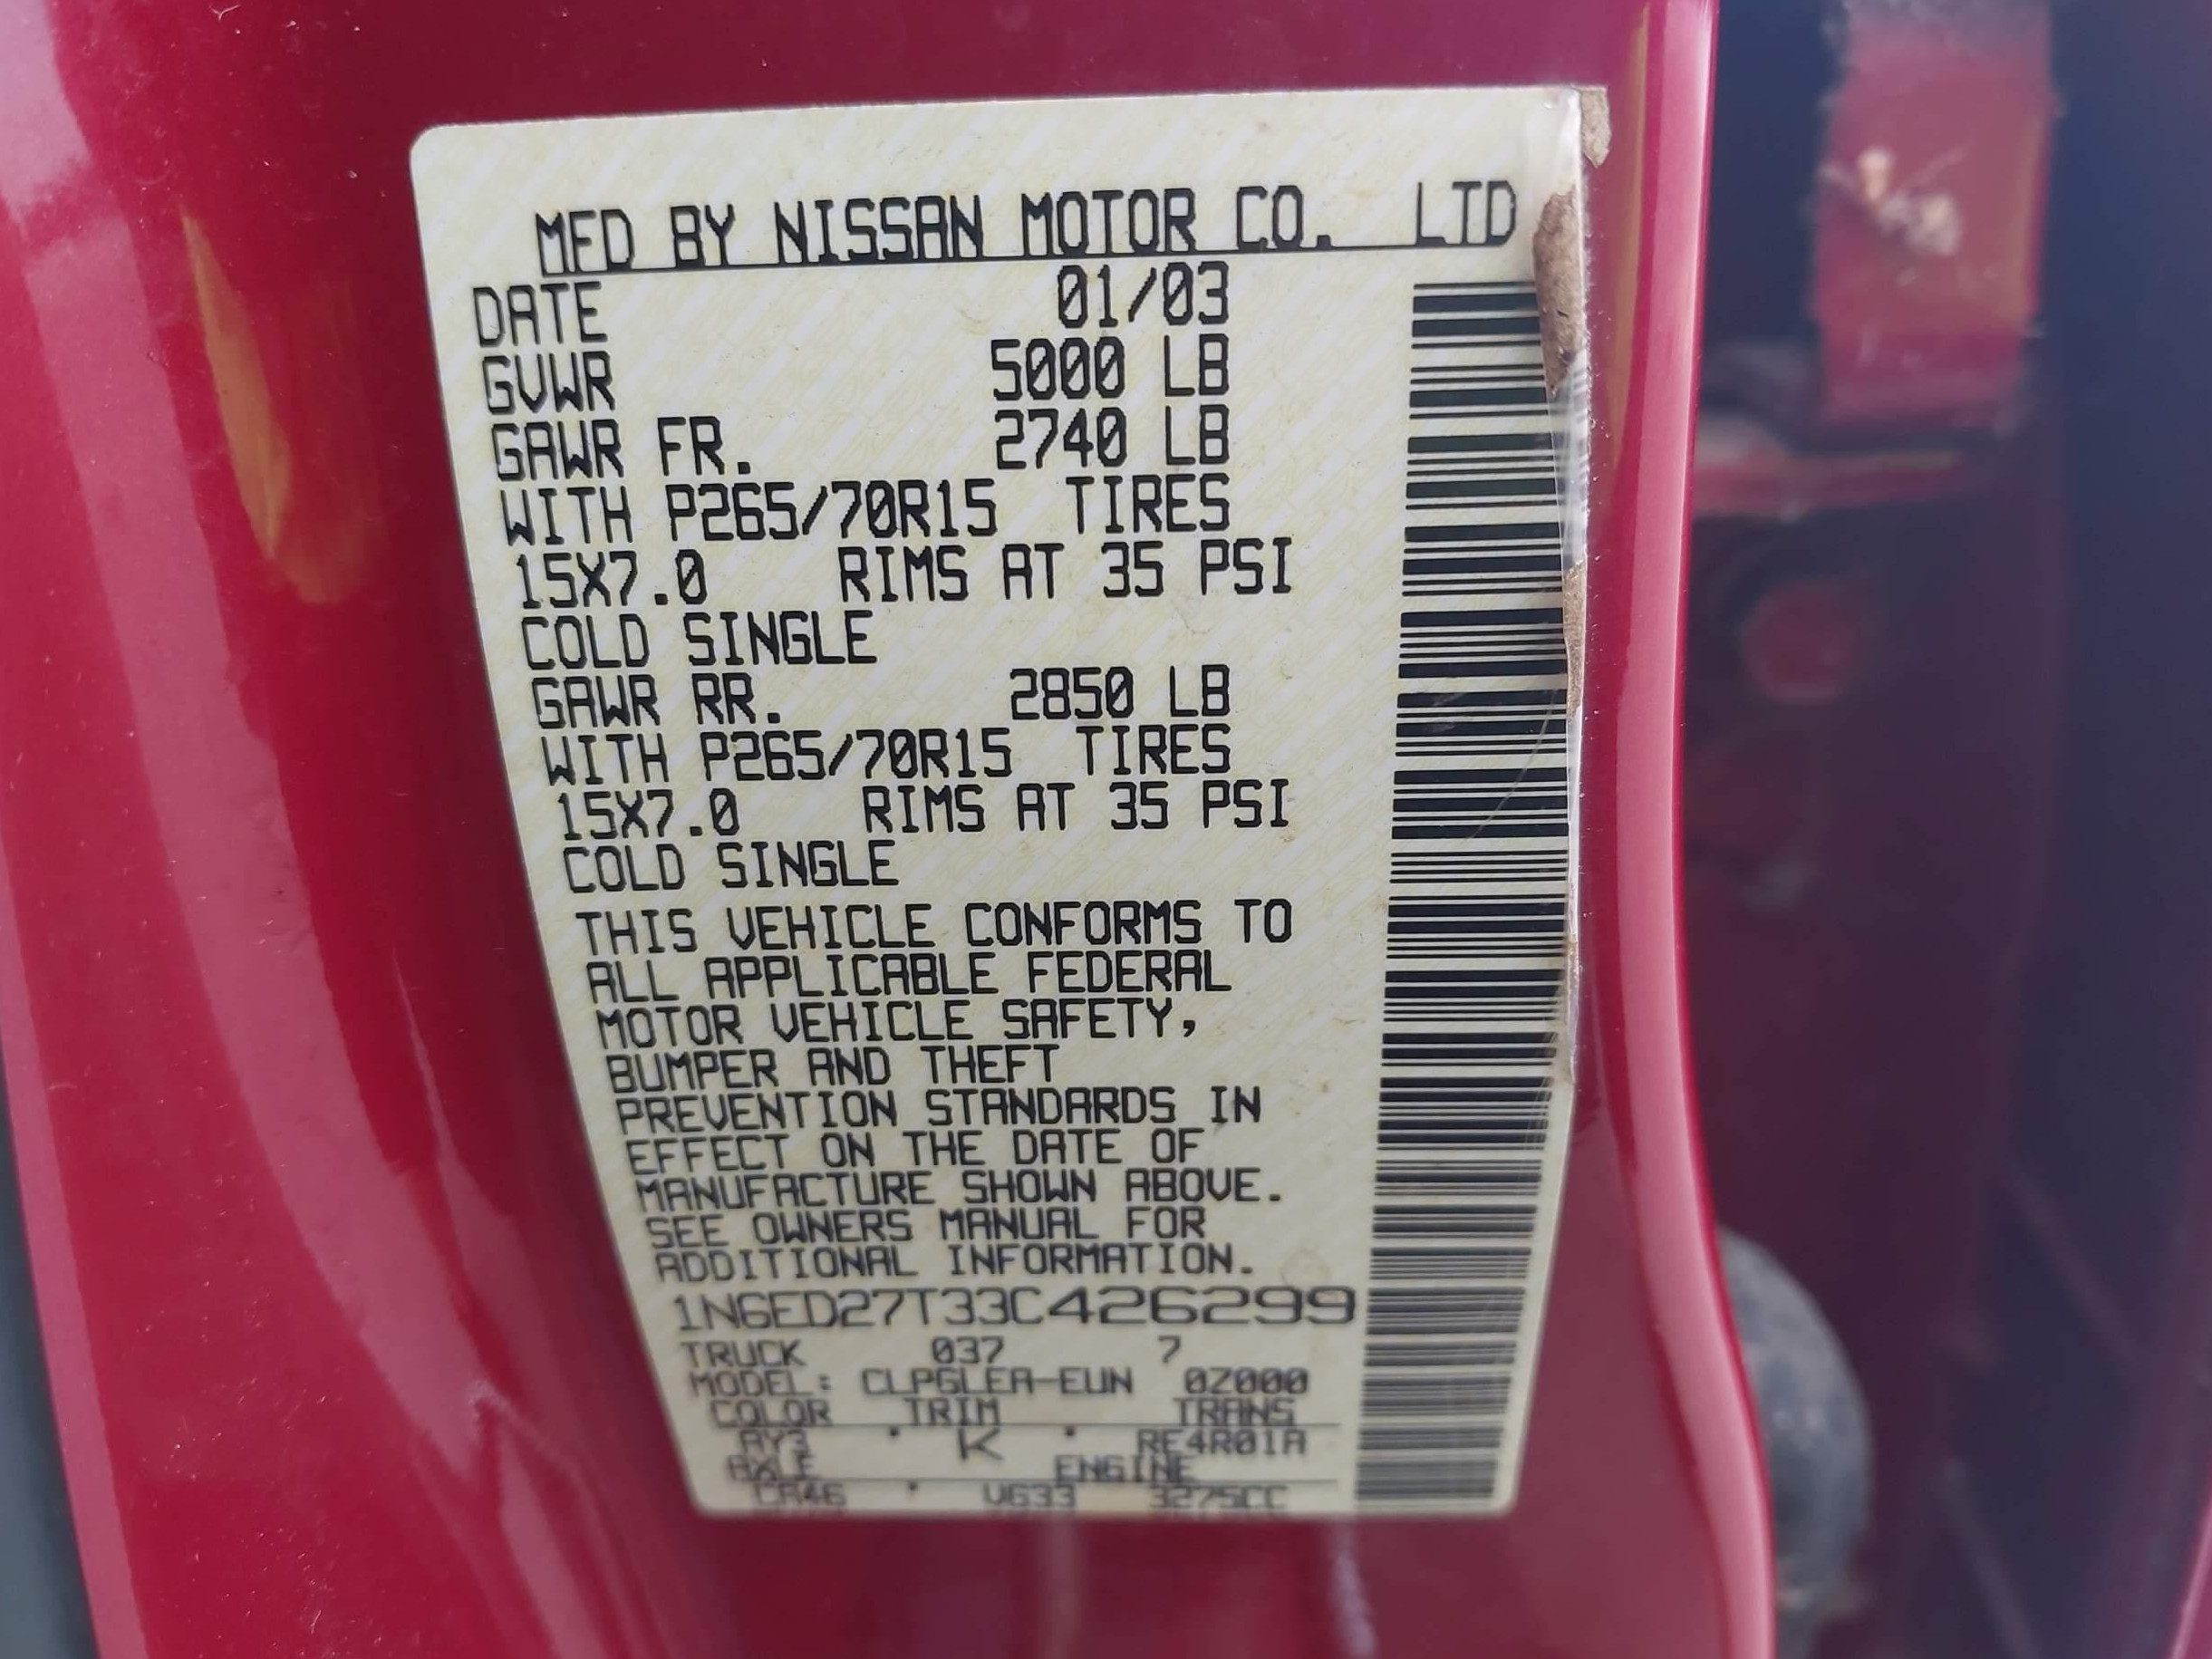 MFD BY NISSAN MOTOR CO. LTD
DATE 01/03
GVWR 5000 LB
GAWR FR. 2740 LB
WITH P265/70R15 TIRES
15X7.0 RIMS AT 35 PSI
COLD SINGLE
GAWR RR. 2850 LB
WITH P265/70R15 TIRES
15X7.0 RIMS AT 35 PSI
COLD SINGLE
THIS VEHICLE CONFORMS TO
ALL APPLICABLE FEDERAL
MOTOR VEHICLE SAFETY,
BUMPER AND THEFT
PREVENTION STANDARDS IN
EFFECT ON THE DATE OF
MANUFACTURE SHOWN ABOVE.
SEE OWNERS MANUAL FOR
ADDITIONAL INFORMATION.
1N6ED27T33C426299
TRUCK 037 7
MODEL: CLPGLEA-EUN 0Z000
COLOR TRIM TRANS
AY3 K RE4R01A
AXLE ENGINE
CA46 VG33 3275CC